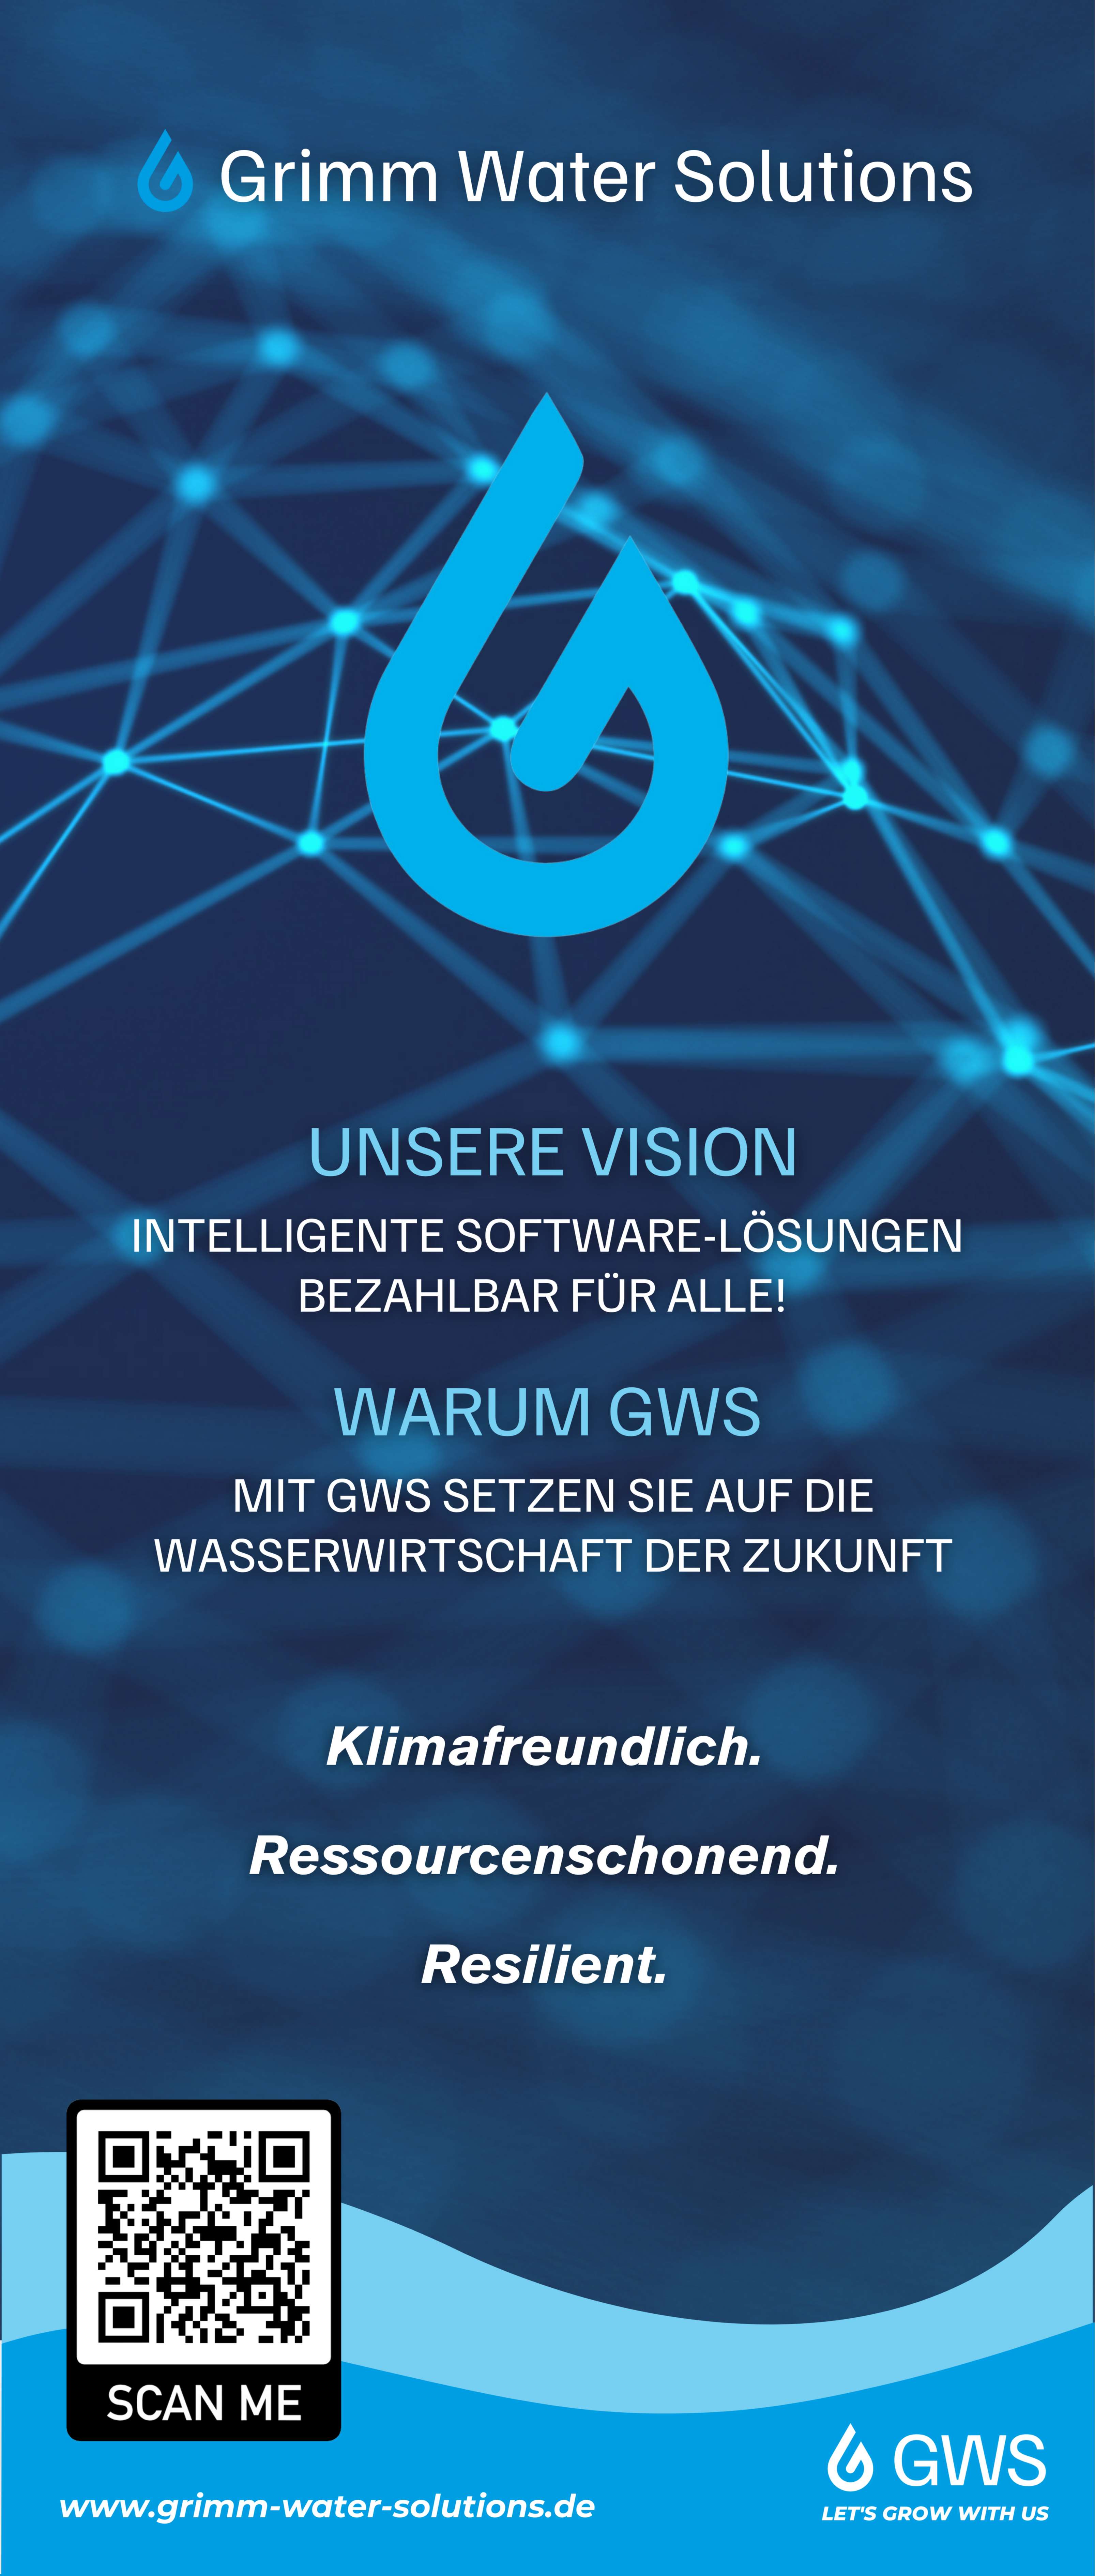 Grimm Water Solutions
UNSERE VISION
INTELLIGENTE SOFTWARE-LÖSUNGEN
BEZAHLBAR FÜR ALLE!
WARUM GWS
MIT GWS SETZEN SIE AUF DIE
WASSERWIRTSCHAFT DER ZUKUNFT
Klimafreundlich.
Ressourcenschonend.
Resilient.
SCAN ME
GWS
LET'S GROW WITH US
www.grimm-water-solutions.de